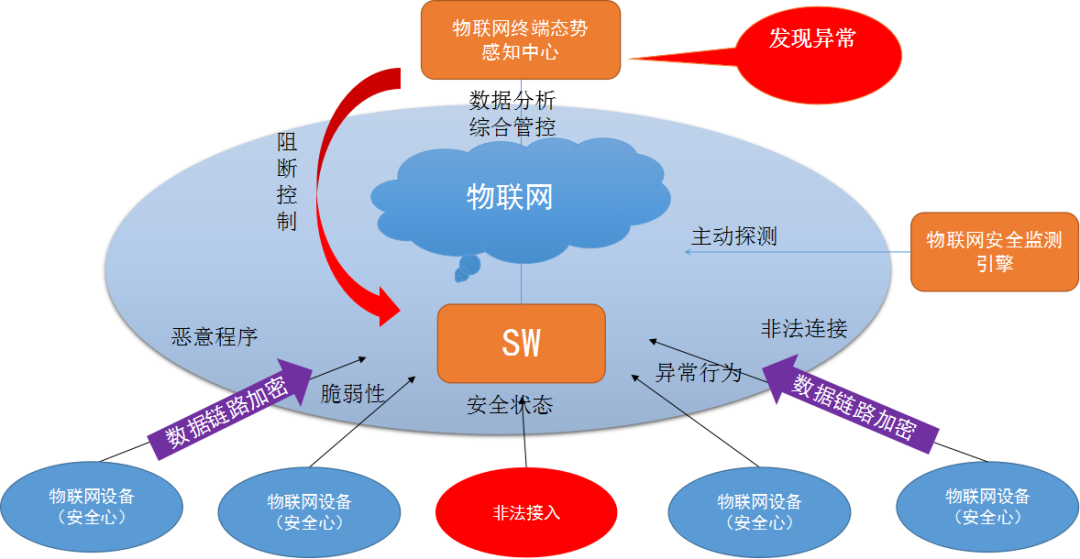 物联网终端态势
感知中心
发现异常
数据分析
综合管控
阻
断
控
制
物联网
主动探测
物联网安全监测
引擎
SW
恶意程序
非法连接
脆弱性
异常行为
安全状态
数据链路加密
数据链路加密
物联网设备
（安全心）
物联网设备
（安全心）
非法接入
物联网设备
（安全心）
物联网设备
（安全心）